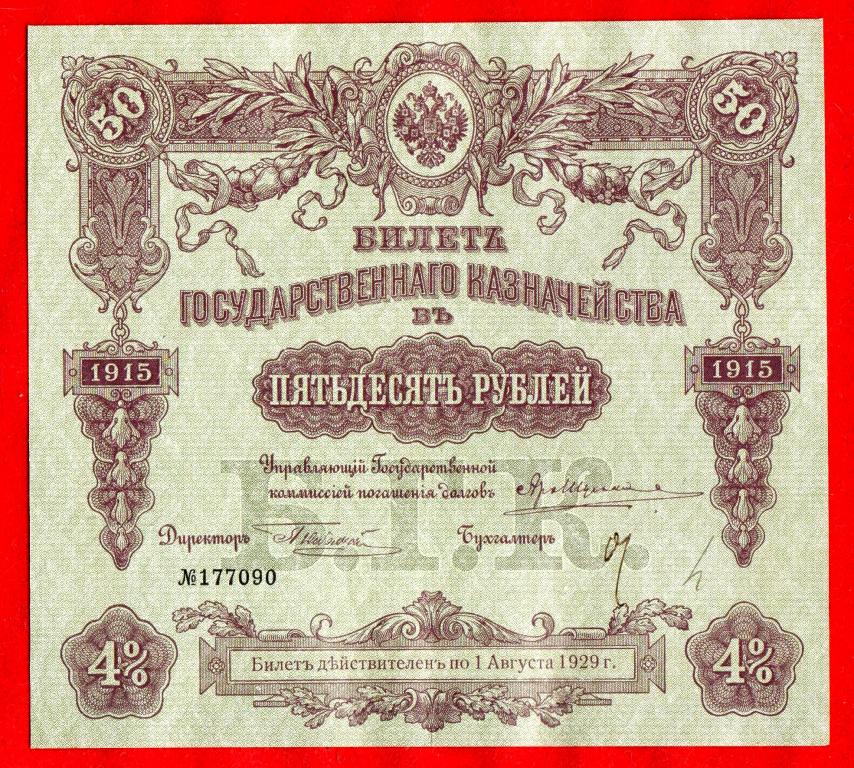 50 50
БИЛЕТЪ
ГОСУДАРСТВЕННАГО КАЗНАЧЕЙСТВА
ВЪ
1915 1915
ПЯТЬДЕСЯТЪ РУБЛЕЙ
Управляющій Государственной
коммиссіей погашенія долговъ
Б.Г.К.
Директоръ Бухгалтеръ
№177090
4% 4%
Билетъ дѣйствителенъ по 1 Августа 1929 г.